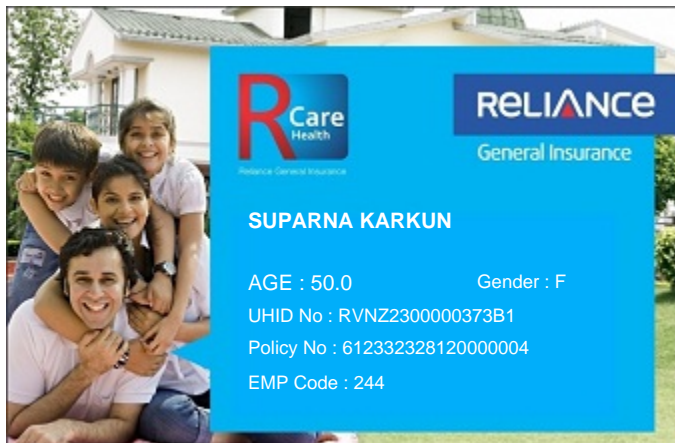 R Care
Health
Reliance General Insurance
RELIANCE
General Insurance
SUPARNA KARKUN
AGE : 50.0 Gender : F
UHID No : RVNZ2300000373B1
Policy No : 612332328120000004
EMP Code : 244